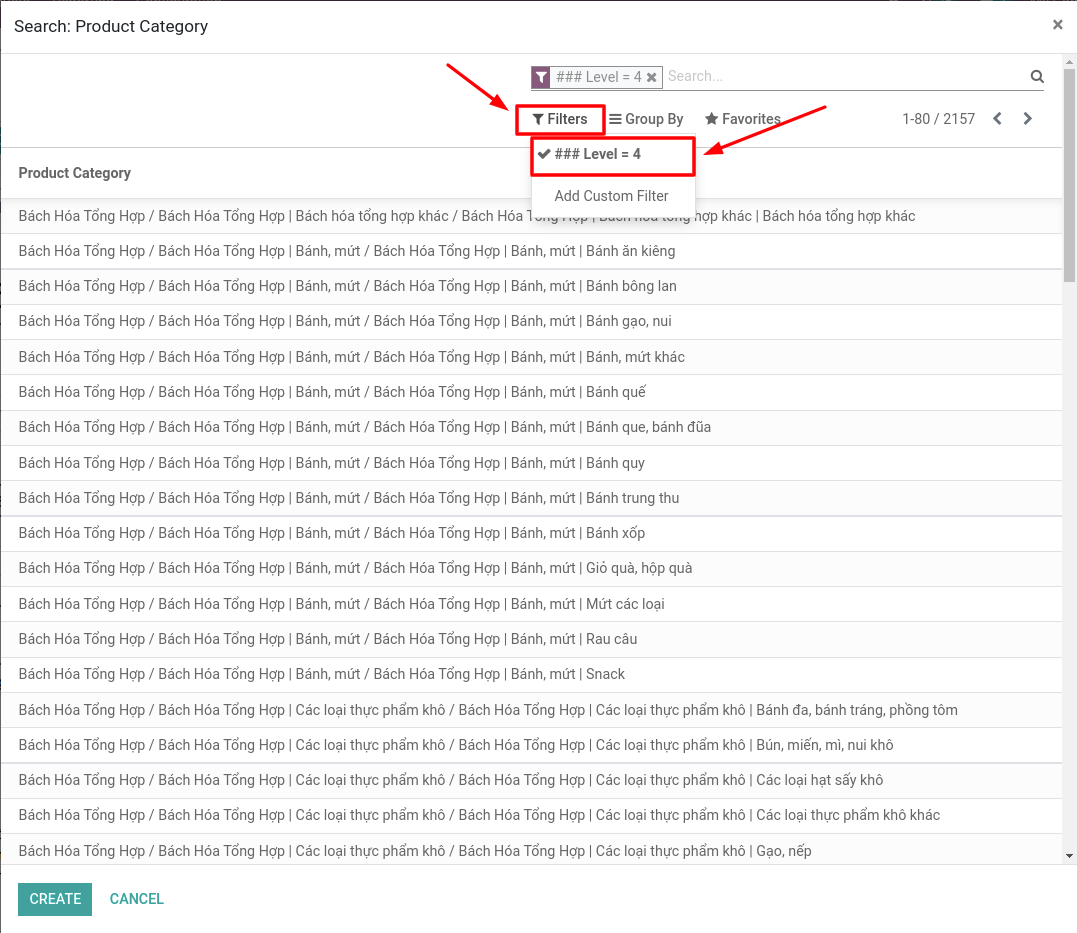 Search: Product Category
### Level = 4 Search...
Filters Group By Favorites 1-80 / 2157
### Level = 4
Add Custom Filter
Product Category
Bách Hóa Tổng Hợp / Bách Hóa Tổng Hợp | Bách hóa tổng hợp khác / Bách Hóa Tổng Hợp | Bách hóa tổng hợp khác | Bách hóa tổng hợp khác
Bách Hóa Tổng Hợp / Bách Hóa Tổng Hợp | Bánh, mứt / Bách Hóa Tổng Hợp | Bánh, mứt | Bánh ăn kiêng
Bách Hóa Tổng Hợp / Bách Hóa Tổng Hợp | Bánh, mứt / Bách Hóa Tổng Hợp | Bánh, mứt | Bánh bông lan
Bách Hóa Tổng Hợp / Bách Hóa Tổng Hợp | Bánh, mứt / Bách Hóa Tổng Hợp | Bánh, mứt | Bánh gạo, nui
Bách Hóa Tổng Hợp / Bách Hóa Tổng Hợp | Bánh, mứt / Bách Hóa Tổng Hợp | Bánh, mứt | Bánh, mứt khác
Bách Hóa Tổng Hợp / Bách Hóa Tổng Hợp | Bánh, mứt / Bách Hóa Tổng Hợp | Bánh, mứt | Bánh quế
Bách Hóa Tổng Hợp / Bách Hóa Tổng Hợp | Bánh, mứt / Bách Hóa Tổng Hợp | Bánh, mứt | Bánh que, bánh đũa
Bách Hóa Tổng Hợp / Bách Hóa Tổng Hợp | Bánh, mứt / Bách Hóa Tổng Hợp | Bánh, mứt | Bánh quy
Bách Hóa Tổng Hợp / Bách Hóa Tổng Hợp | Bánh, mứt / Bách Hóa Tổng Hợp | Bánh, mứt | Bánh trung thu
Bách Hóa Tổng Hợp / Bách Hóa Tổng Hợp | Bánh, mứt / Bách Hóa Tổng Hợp | Bánh, mứt | Bánh xốp
Bách Hóa Tổng Hợp / Bách Hóa Tổng Hợp | Bánh, mứt / Bách Hóa Tổng Hợp | Bánh, mứt | Giỏ quà, hộp quà
Bách Hóa Tổng Hợp / Bách Hóa Tổng Hợp | Bánh, mứt / Bách Hóa Tổng Hợp | Bánh, mứt | Mứt các loại
Bách Hóa Tổng Hợp / Bách Hóa Tổng Hợp | Bánh, mứt / Bách Hóa Tổng Hợp | Bánh, mứt | Rau câu
Bách Hóa Tổng Hợp / Bách Hóa Tổng Hợp | Bánh, mứt / Bách Hóa Tổng Hợp | Bánh, mứt | Snack
Bách Hóa Tổng Hợp / Bách Hóa Tổng Hợp | Các loại thực phẩm khô / Bách Hóa Tổng Hợp | Các loại thực phẩm khô | Bánh đa, bánh tráng, phồng tôm
Bách Hóa Tổng Hợp / Bách Hóa Tổng Hợp | Các loại thực phẩm khô / Bách Hóa Tổng Hợp | Các loại thực phẩm khô | Bún, miến, mì, nui khô
Bách Hóa Tổng Hợp / Bách Hóa Tổng Hợp | Các loại thực phẩm khô / Bách Hóa Tổng Hợp | Các loại thực phẩm khô | Các loại hạt sấy khô
Bách Hóa Tổng Hợp / Bách Hóa Tổng Hợp | Các loại thực phẩm khô / Bách Hóa Tổng Hợp | Các loại thực phẩm khô | Các loại thực phẩm khô khác
Bách Hóa Tổng Hợp / Bách Hóa Tổng Hợp | Các loại thực phẩm khô / Bách Hóa Tổng Hợp | Các loại thực phẩm khô | Gạo, nếp
CREATE CANCEL